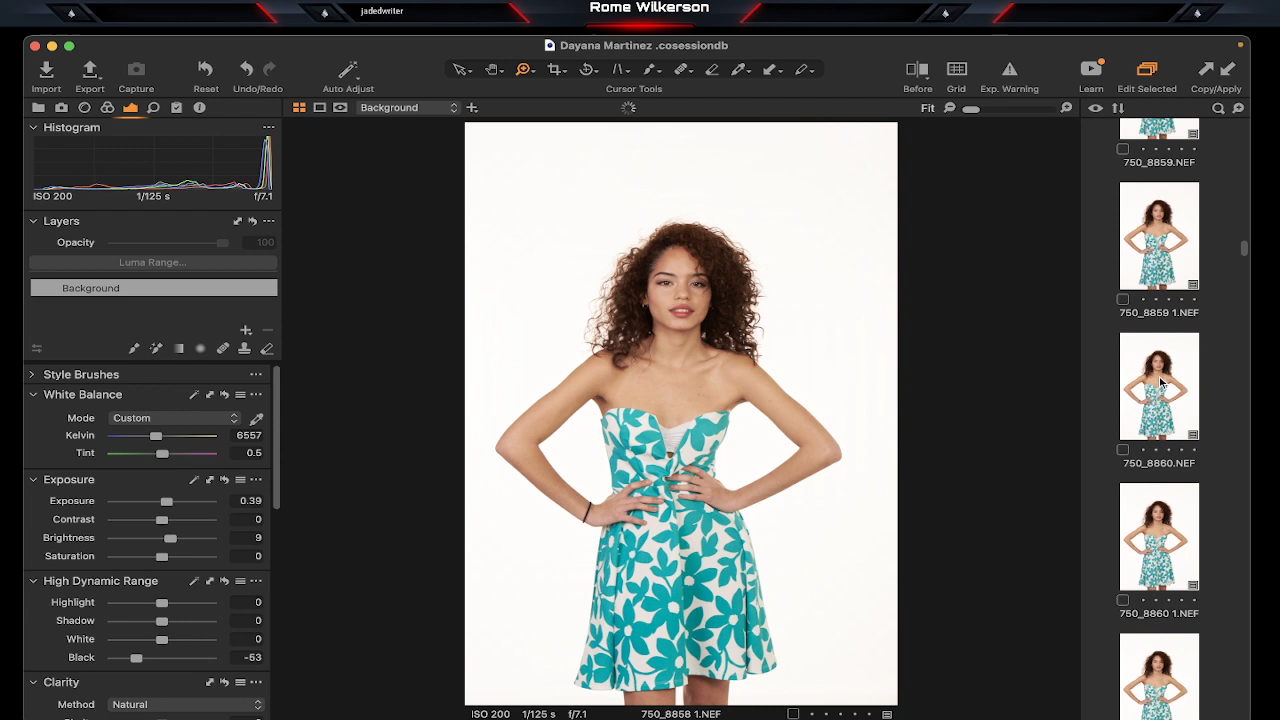 jadedwriter
Rome Wilkerson
Dayana Martinez .cosessiondb
Import Export Capture Reset Undo/Redo Auto Adjust Cursor Tools Before Grid Exp. Warning Learn Edit Selected Copy/Apply
Background Fit
Histogram
ISO 200 1/125 s f/7.1
Layers
Opacity 100
Luma Range...
Background
Style Brushes
White Balance
Mode Custom
Kelvin 6557
Tint 0.5
Exposure
Exposure 0.39
Contrast 0
Brightness 9
Saturation 0
High Dynamic Range
Highlight 0
Shadow 0
White 0
Black -53
Clarity
Method Natural
ISO 200 1/125 s f/7.1 750_8858 1.NEF
750_8859.NEF
750_8859 1.NEF
750_8860.NEF
750_8860 1.NEF